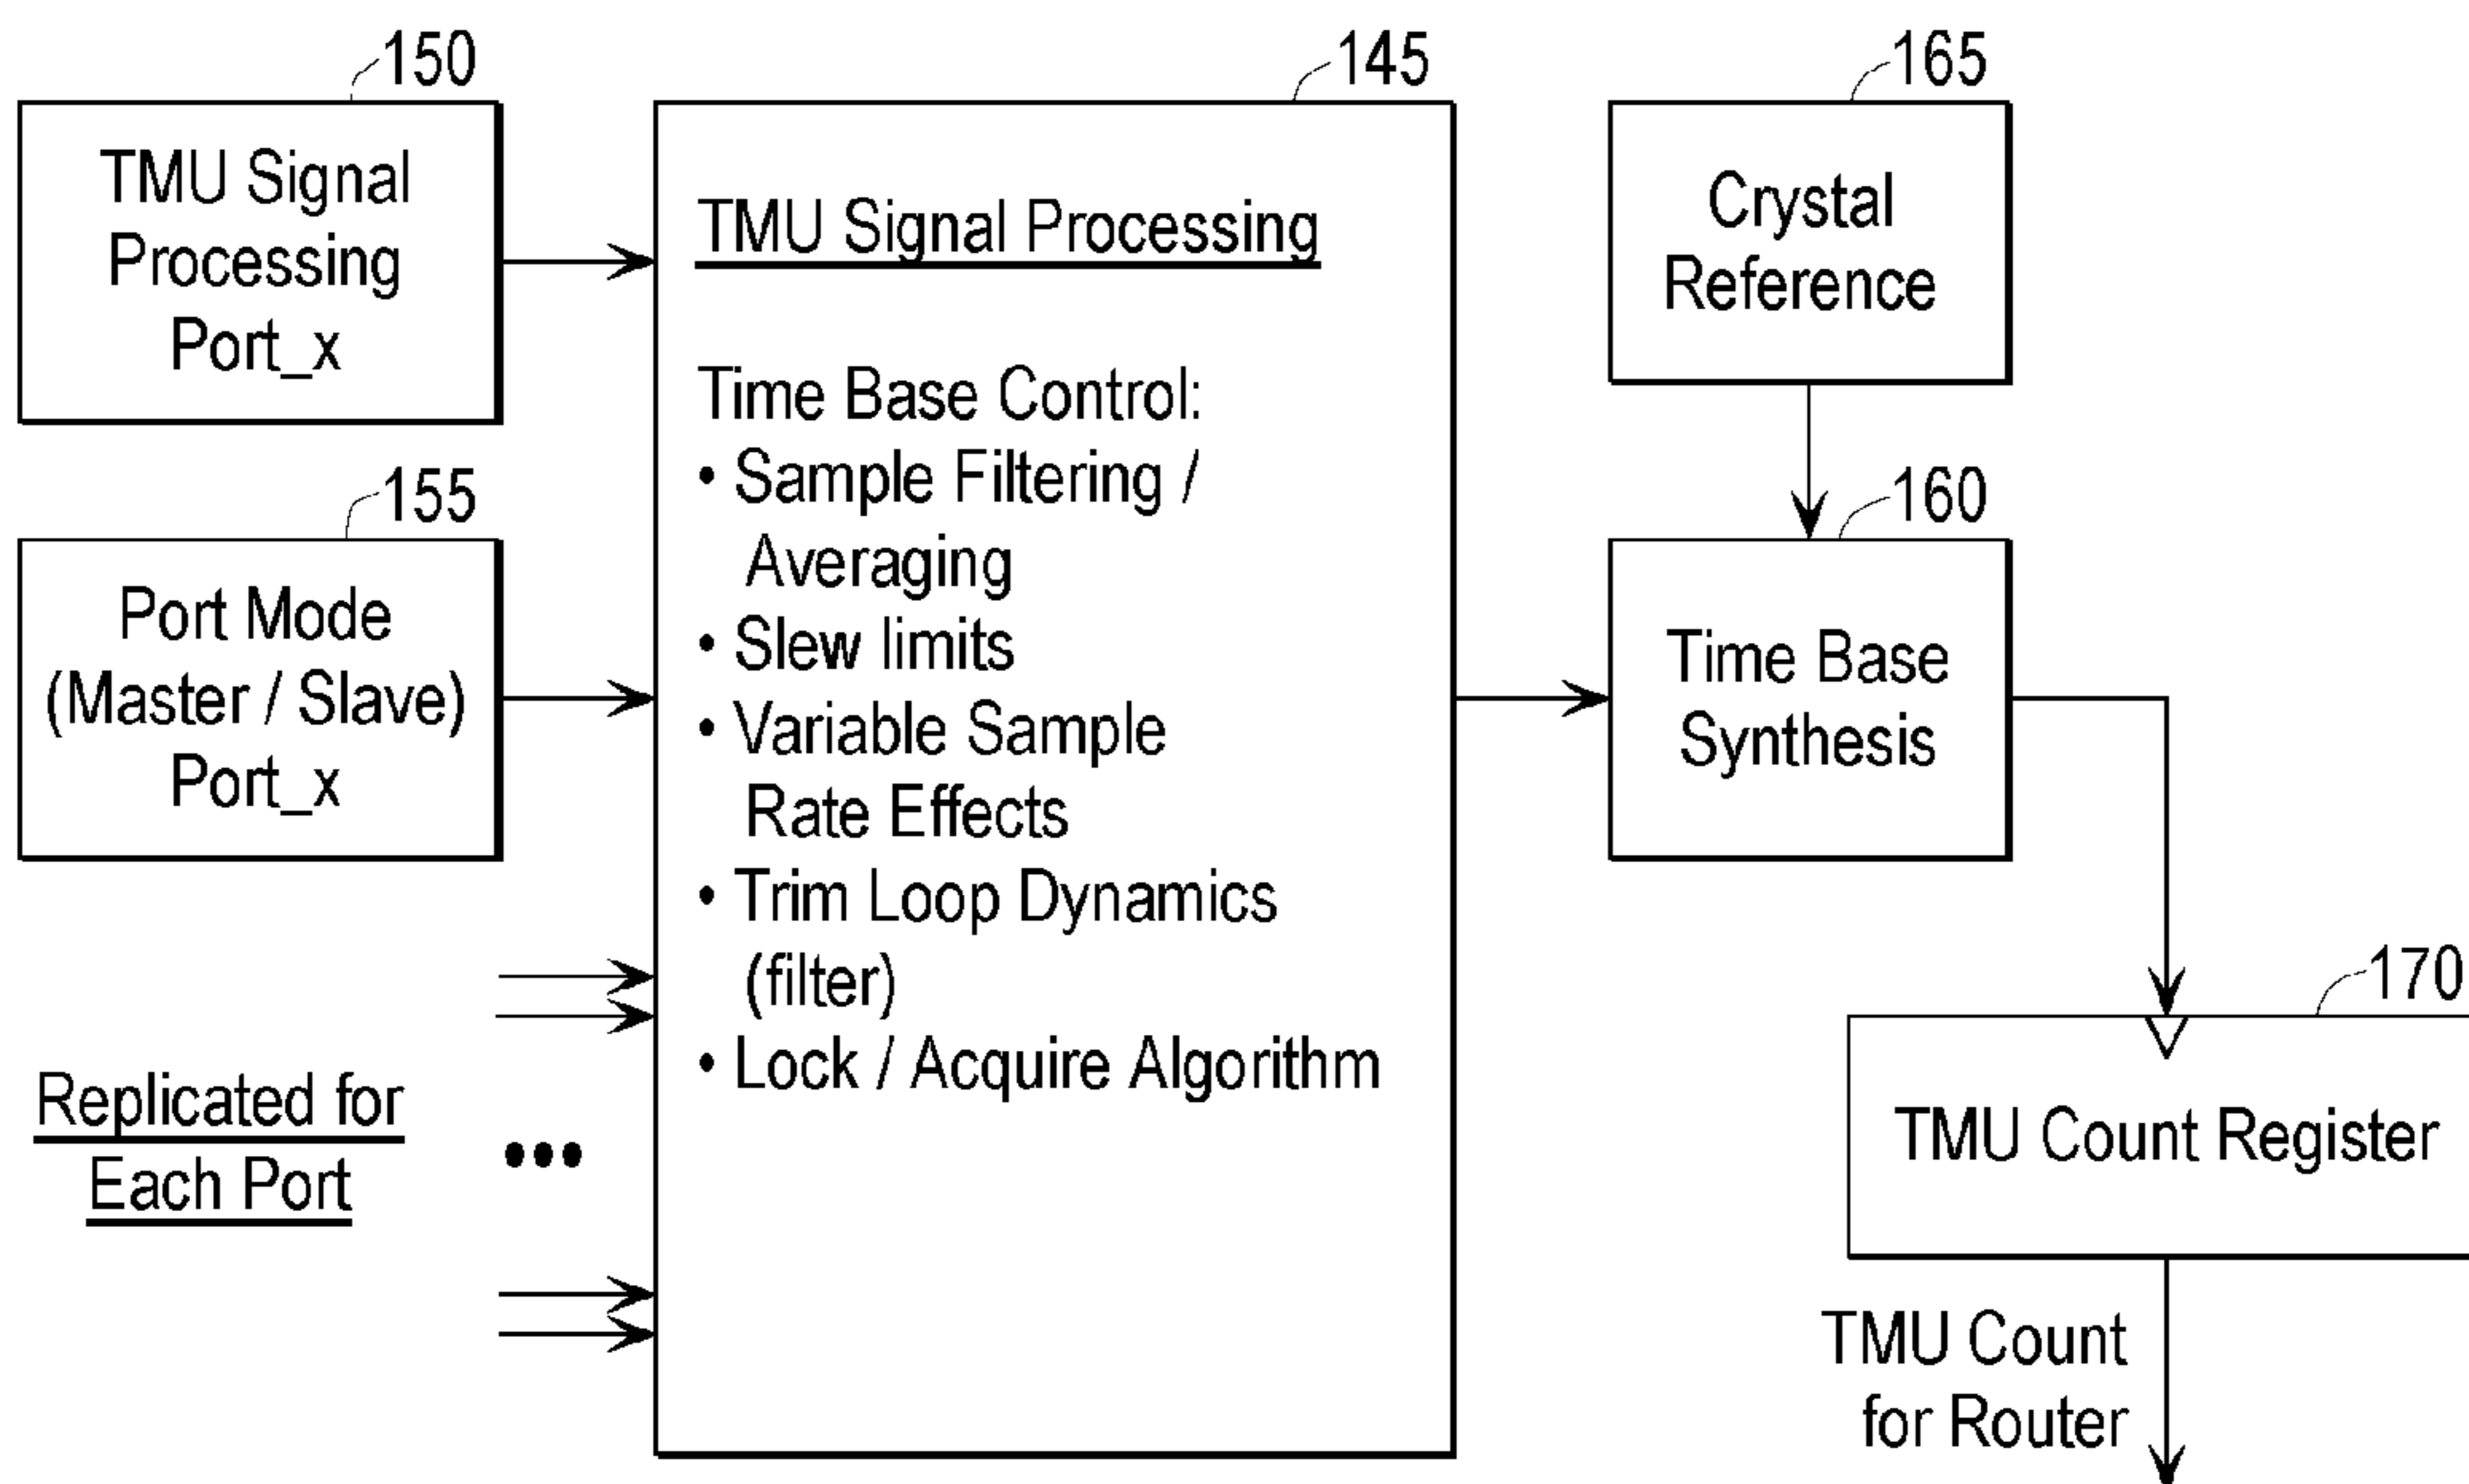 150
TMU Signal
Processing
Port_x
155
Port Mode
(Master / Slave)
Port_x
Replicated for
Each Port
•••
145
TMU Signal Processing
Time Base Control:
• Sample Filtering /
Averaging
• Slew limits
• Variable Sample
Rate Effects
• Trim Loop Dynamics
(filter)
• Lock / Acquire Algorithm
165
Crystal
Reference
160
Time Base
Synthesis
170
TMU Count Register
TMU Count
for Router